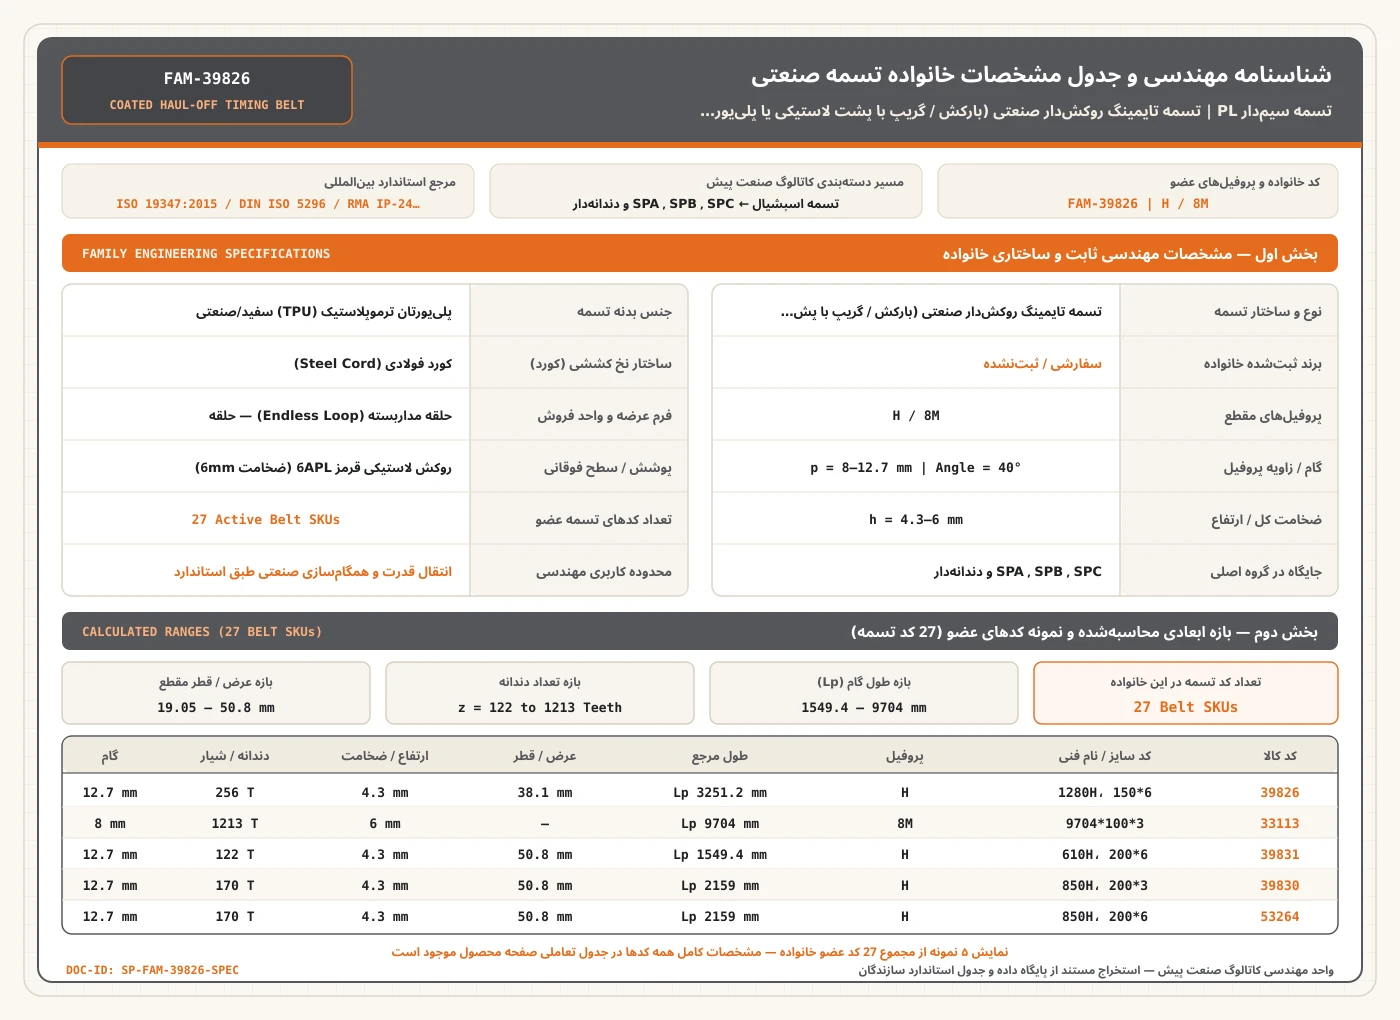 شناسنامه مهندسی و جدول مشخصات خانواده تسمه صنعتی
تسمه سیم‌دار PL | تسمه تایمینگ روکش‌دار صنعتی (بارکش / گریپ با پشت لاستیکی یا پلی‌یور...
FAM-39826
COATED HAUL-OFF TIMING BELT
کد خانواده و پروفیل‌های عضو
FAM-39826 | H / 8M
مسیر دسته‌بندی کاتالوگ صنعت پیش
تسمه اسپشیال ← SPA , SPB , SPC و دندانه‌دار
مرجع استاندارد بین‌المللی
ISO 19347:2015 / DIN ISO 5296 / RMA IP-24…
بخش اول — مشخصات مهندسی ثابت و ساختاری خانواده
FAMILY ENGINEERING SPECIFICATIONS
نوع و ساختار تسمه
تسمه تایمینگ روکش‌دار صنعتی (بارکش / گریپ با پش...
برند ثبت‌شده خانواده
سفارشی / ثبت‌نشده
پروفیل‌های مقطع
H / 8M
گام / زاویه پروفیل
p = 8–12.7 mm | Angle = 40°
ضخامت کل / ارتفاع
h = 4.3–6 mm
جایگاه در گروه اصلی
SPA , SPB , SPC و دندانه‌دار
جنس بدنه تسمه
پلی‌یورتان ترموپلاستیک (TPU) سفید/صنعتی
ساختار نخ کششی (کورد)
کورد فولادی (Steel Cord)
فرم عرضه و واحد فروش
حلقه مداربسته (Endless Loop) — حلقه
پوشش / سطح فوقانی
روکش لاستیکی قرمز 6APL (ضخامت 6mm)
تعداد کدهای تسمه عضو
27 Active Belt SKUs
محدوده کاربری مهندسی
انتقال قدرت و همگام‌سازی صنعتی طبق استاندارد
بخش دوم — بازه ابعادی محاسبه‌شده و نمونه کدهای عضو (27 کد تسمه)
CALCULATED RANGES (27 BELT SKUs)
تعداد کد تسمه در این خانواده
27 Belt SKUs
بازه طول گام (Lp)
1549.4 – 9704 mm
بازه تعداد دندانه
z = 122 to 1213 Teeth
بازه عرض / قطر مقطع
19.05 – 50.8 mm
کد کالا کد سایز / نام فنی پروفیل طول مرجع عرض / قطر ارتفاع / ضخامت دندانه / شیار گام
39826 1280H، 150*6 H Lp 3251.2 mm 38.1 mm 4.3 mm 256 T 12.7 mm
33113 9704*100*3 8M Lp 9704 mm – 6 mm 1213 T 8 mm
39831 610H، 200*6 H Lp 1549.4 mm 50.8 mm 4.3 mm 122 T 12.7 mm
39830 850H، 200*3 H Lp 2159 mm 50.8 mm 4.3 mm 170 T 12.7 mm
53264 850H، 200*6 H Lp 2159 mm 50.8 mm 4.3 mm 170 T 12.7 mm
نمایش ۵ نمونه از مجموع 27 کد عضو خانواده — مشخصات کامل همه کدها در جدول تعاملی صفحه محصول موجود است
واحد مهندسی کاتالوگ صنعت پیش — استخراج مستند از پایگاه داده و جدول استاندارد سازندگان
DOC-ID: SP-FAM-39826-SPEC